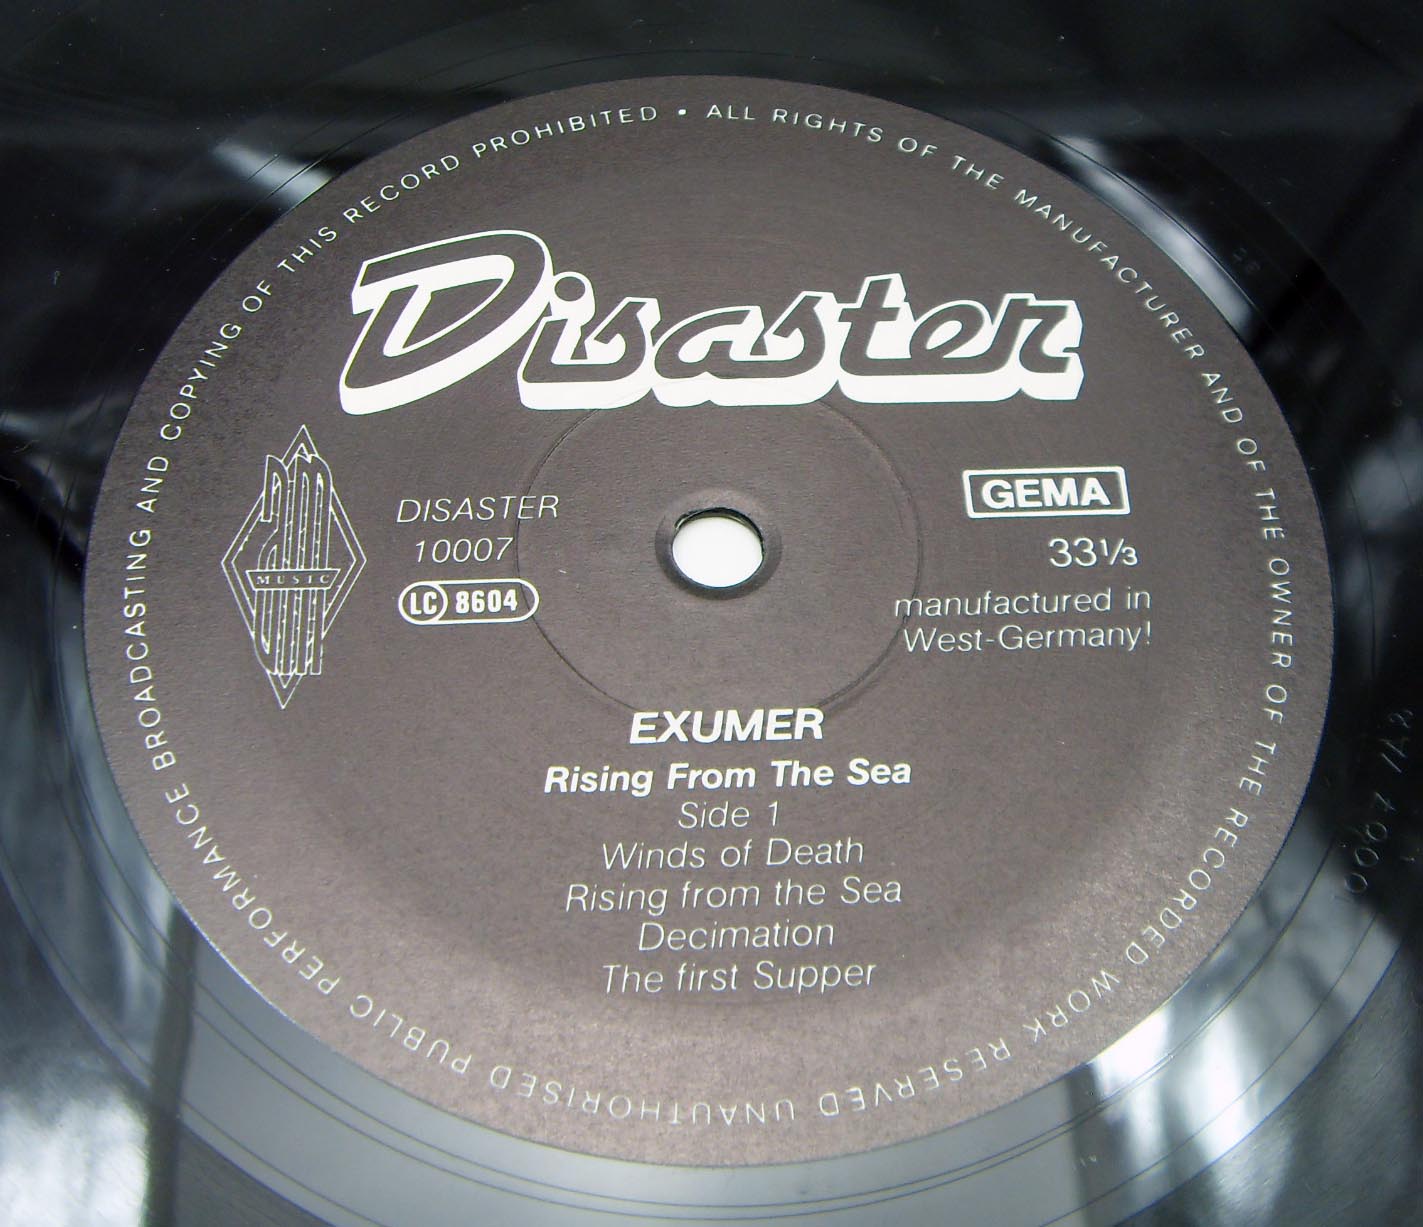 ALL RIGHTS OF THE MANUFACTURER AND OF THE OWNER OF THE RECORDED WORK RESERVED UNAUTHORISED PUBLIC PERFORMANCE BROADCASTING AND COPYING OF THIS RECORD PROHIBITED •
Disaster
MUSIC
DISASTER
10007
LC 8604
GEMA
33 1/3
manufactured in
West-Germany!
EXUMER
Rising From The Sea
Side 1
Winds of Death
Rising from the Sea
Decimation
The first Supper